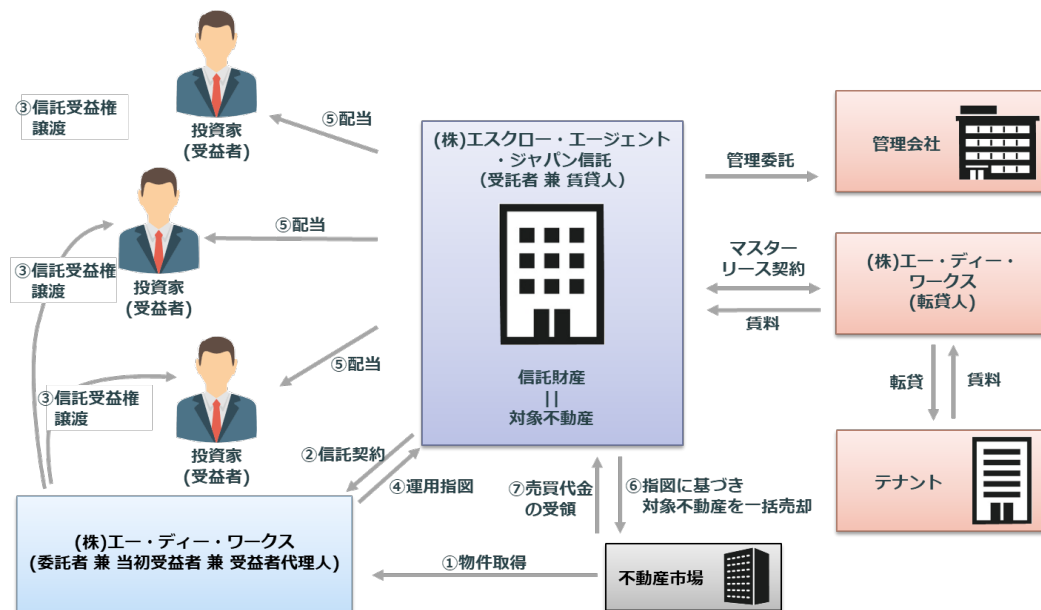 ③信託受益権
譲渡
投資家
(受益者)
⑤配当
③信託受益権
譲渡
投資家
(受益者)
⑤配当
③信託受益権
譲渡
投資家
(受益者)
⑤配当
(株)エスクロー・エージェント
・ジャパン信託
(受託者 兼 賃貸人)
信託財産
||
対象不動産
管理委託
管理会社
マスター
リース契約
賃料
(株)エー・ディー・
ワークス
(転貸人)
転貸
賃料
テナント
②信託契約
④運用指図
⑦売買代金
の受領
⑥指図に基づき
対象不動産を一括売却
(株)エー・ディー・ワークス
(委託者 兼 当初受益者 兼 受益者代理人)
①物件取得
不動産市場